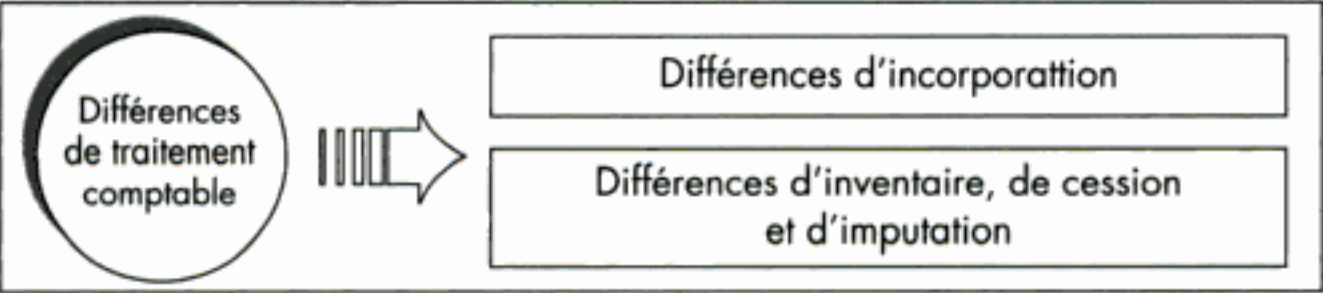 Différences
de traitement
comptable
Différences d'incorporattion
Différences d'inventaire, de cession
et d'imputation